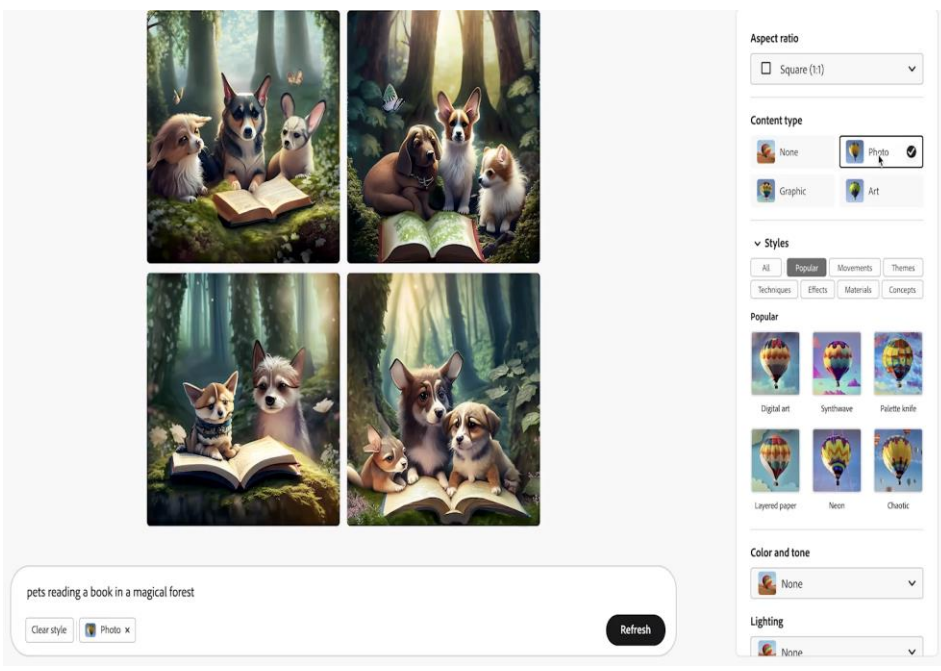 Aspect ratio
Square (1:1)
Content type
None
Photo
Graphic
Art
Styles
All Popular Movements Themes
Techniques Effects Materials Concepts
Popular
Digital art Synthwave Palette knife
Layered paper Neon Chaotic
Color and tone
None
Lighting
None
pets reading a book in a magical forest
Clear style Photo x
Refresh